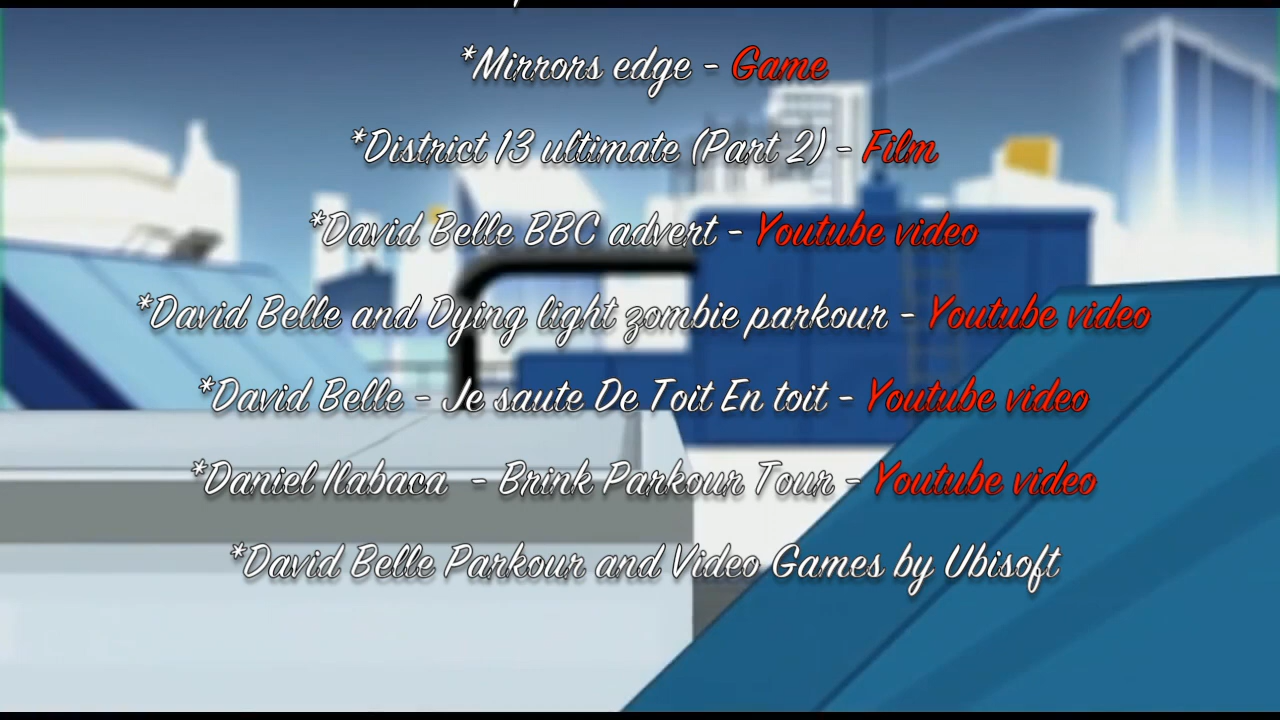 *Mirrors edge - Game
*District 13 ultimate (Part 2) - Film
*David Belle BBC advert - Youtube video
*David Belle and Dying light zombie parkour - Youtube video
*David Belle - Je saute De Toit En toit - Youtube video
*Daniel Ilabaca - Brink Parkour Tour - Youtube video
*David Belle Parkour and Video Games by Ubisoft